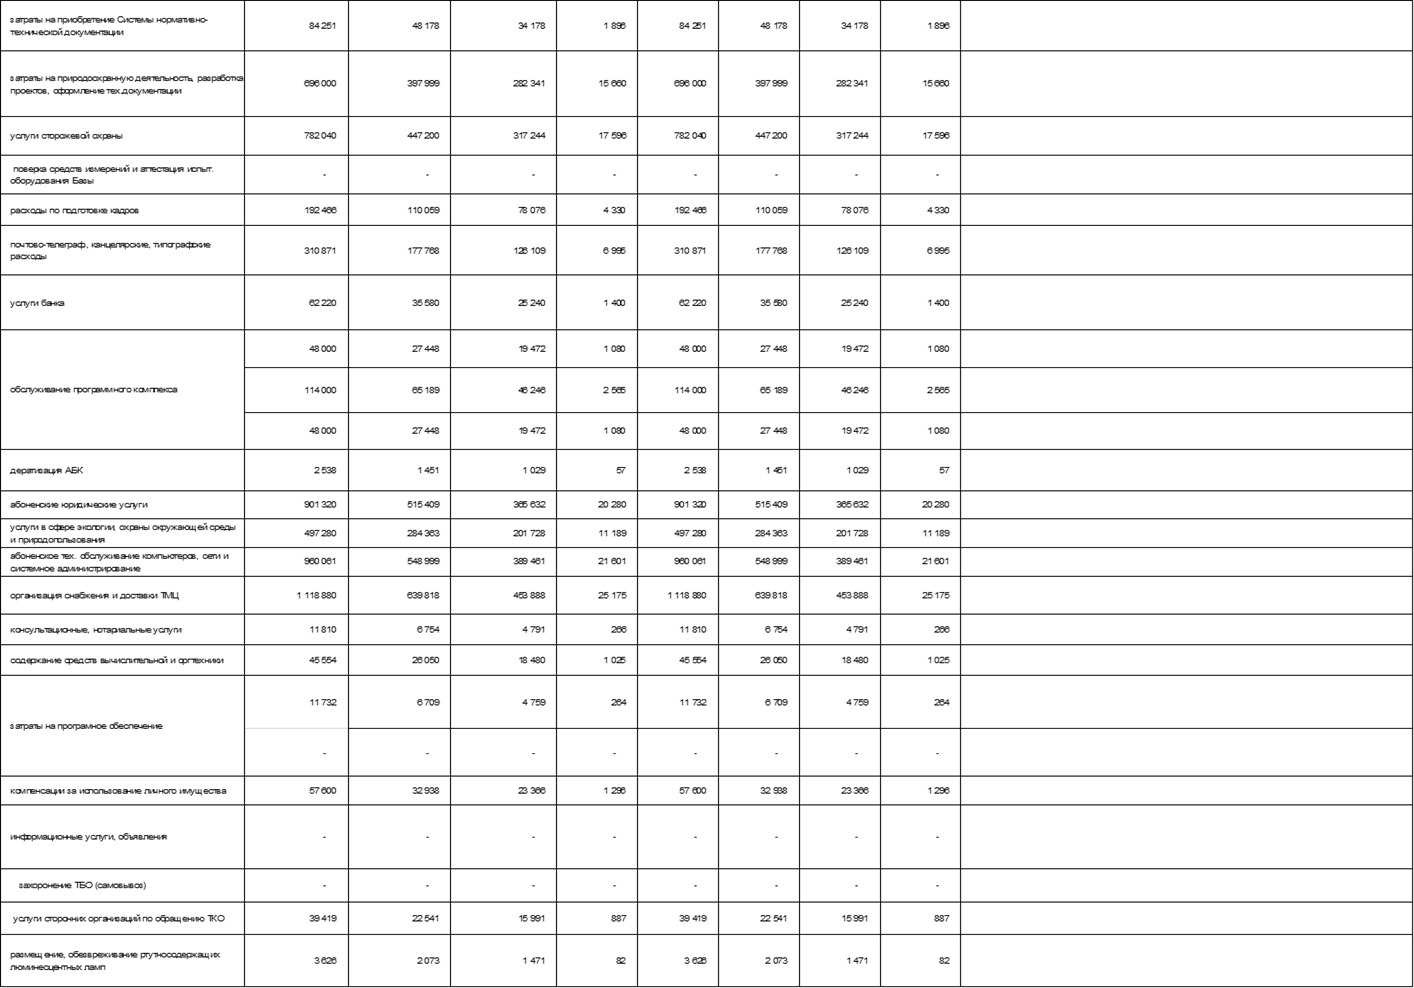 затраты на приобретение Системы нормативно-
технической документации 84 251 48 178 34 178 1 896 84 251 48 178 34 178 1 896
затраты на природоохранную деятельность, разработка
проектов, оформление тех.документации 696 000 397 999 282 341 15 660 696 000 397 999 282 341 15 660
услуги сторожевой охраны 782 040 447 200 317 244 17 596 782 040 447 200 317 244 17 596
поверка средств измерений и аттестация испыт.
оборудования Базы - - - - - - - -
расходы по подготовке кадров 192 466 110 059 78 076 4 330 192 466 110 059 78 076 4 330
почтово-телеграф, канцелярские, типографские
расходы 310 871 177 768 126 109 6 995 310 871 177 768 126 109 6 995
услуги банка 62 220 35 580 25 240 1 400 62 220 35 580 25 240 1 400
48 000 27 448 19 472 1 080 48 000 27 448 19 472 1 080
обслуживание программного комплекса 114 000 65 189 46 246 2 565 114 000 65 189 46 246 2 565
48 000 27 448 19 472 1 080 48 000 27 448 19 472 1 080
дератизация АБК 2 538 1 451 1 029 57 2 538 1 451 1 029 57
абоненские юридические услуги 901 320 515 409 365 632 20 280 901 320 515 409 365 632 20 280
услуги в сфере экологии, охраны окружающей среды
и природопользования 497 280 284 363 201 728 11 189 497 280 284 363 201 728 11 189
абоненское тех. обслуживание компьютеров, сети и
системное администрирование 960 061 548 999 389 461 21 601 960 061 548 999 389 461 21 601
организация снабжения и доставки ТМЦ 1 118 880 639 818 453 888 25 175 1 118 880 639 818 453 888 25 175
консультационные, нотариальные услуги 11 810 6 754 4 791 266 11 810 6 754 4 791 266
содержание средств вычислительной и оргтехники 45 554 26 050 18 480 1 025 45 554 26 050 18 480 1 025
11 732 6 709 4 759 264 11 732 6 709 4 759 264
затраты на програмное обеспечение
- - - - - - - -
компенсации за использование личного имущества 57 600 32 938 23 366 1 296 57 600 32 938 23 366 1 296
информационные услуги, объявления - - - - - - - -
захоронение ТБО (самовывоз) - - - - - - - -
услуги сторонних организаций по обращению ТКО 39 419 22 541 15 991 887 39 419 22 541 15 991 887
размещение, обезвреживание ртутносодержащих
люминесцентных ламп 3 626 2 073 1 471 82 3 626 2 073 1 471 82